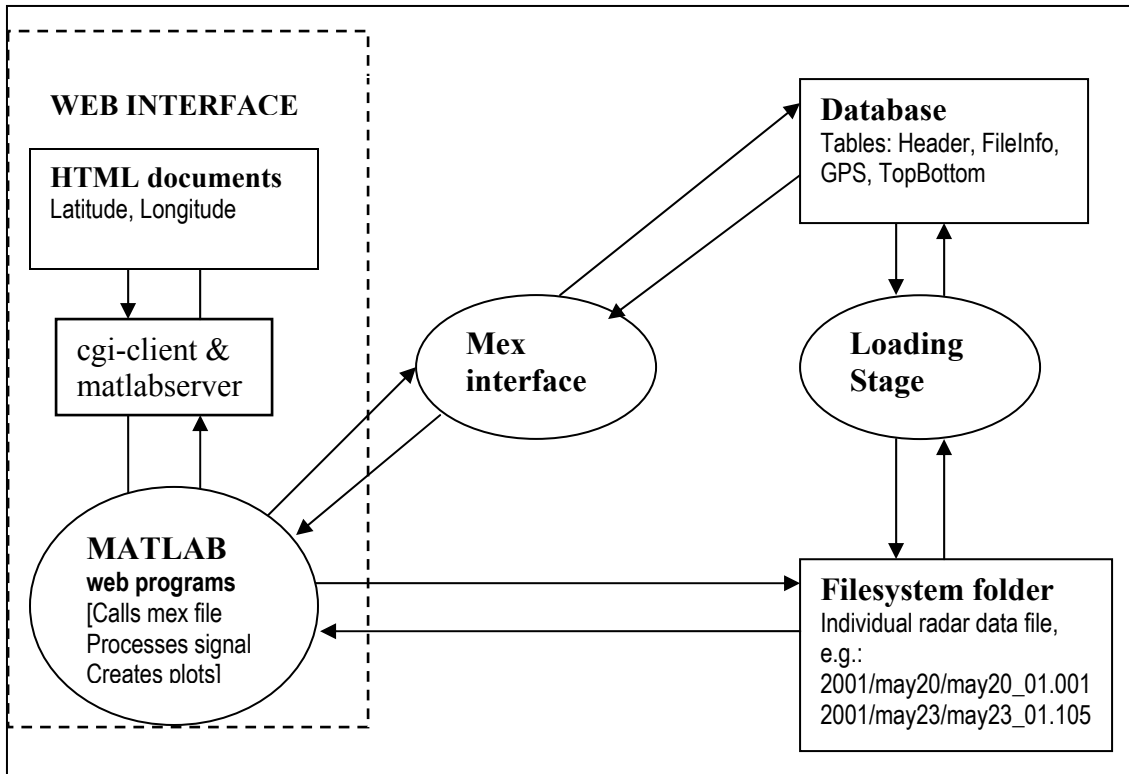 WEB INTERFACE
HTML documents
Latitude, Longitude
cgi-client &
matlabserver
MATLAB
web programs
[Calls mex file
Processes signal
Creates plots]
Mex
interface
Database
Tables: Header, FileInfo,
GPS, TopBottom
Loading
Stage
Filesystem folder
Individual radar data file,
e.g.:
2001/may20/may20_01.001
2001/may23/may23_01.105